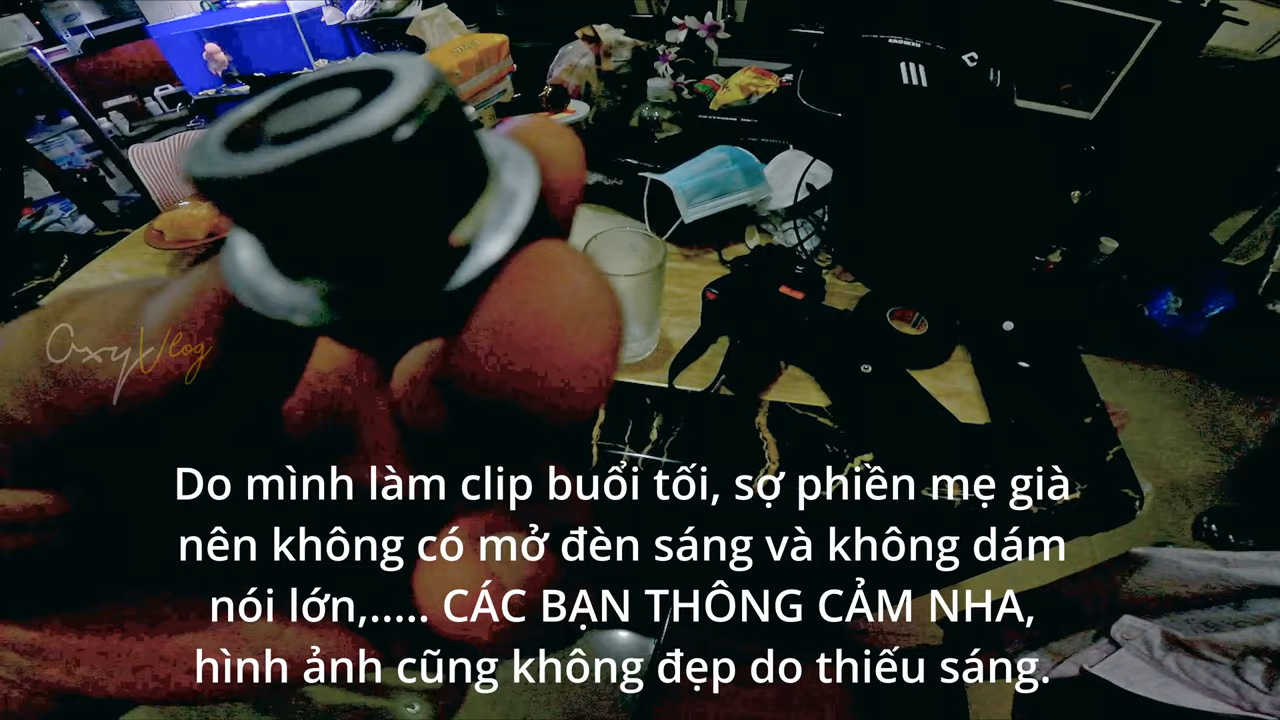 OxyVlog
Do mình làm clip buổi tối, sợ phiền mẹ già
nên không có mở đèn sáng và không dám
nói lớn,..... CÁC BẠN THÔNG CẢM NHA,
hình ảnh cũng không đẹp do thiếu sáng.